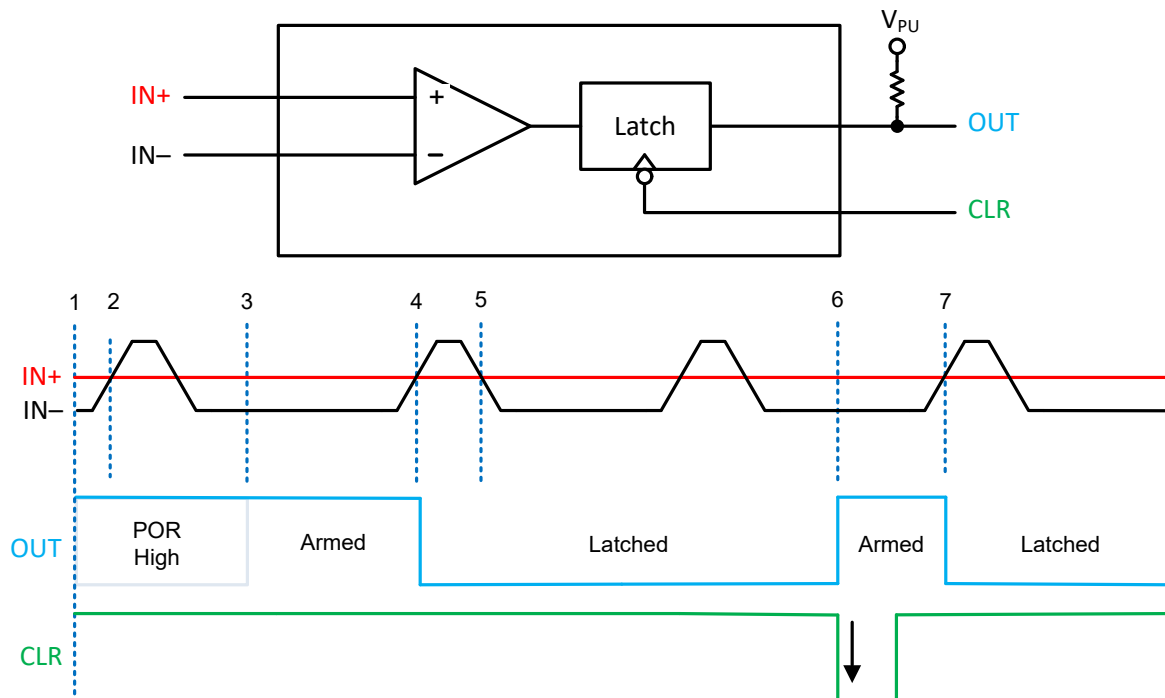 V_PU
IN+
+
Latch
OUT
IN–
–
CLR
1 2 3 4 5 6 7
IN+
IN–
POR
High
Armed
Latched
Armed
Latched
OUT
CLR